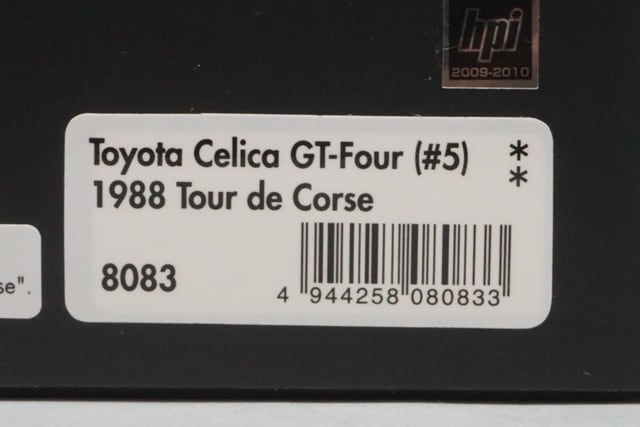 hpi
2009-2010
Toyota Celica GT-Four (#5) **
1988 Tour de Corse
se".
8083
4 944258 080833